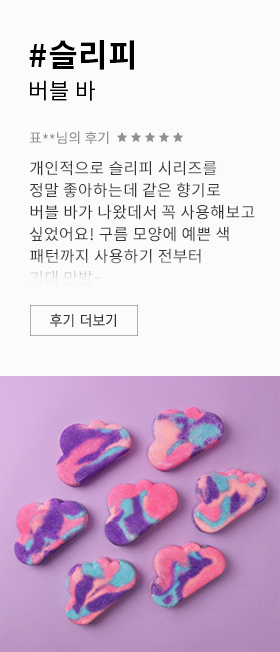 #슬리피
버블 바
표**님의 후기 ★★★★★
개인적으로 슬리피 시리즈를
정말 좋아하는데 같은 향기로
버블 바가 나왔데서 꼭 사용해보고
싶었어요! 구름 모양에 예쁜 색
패턴까지 사용하기 전부터
기대 만발~
후기 더보기